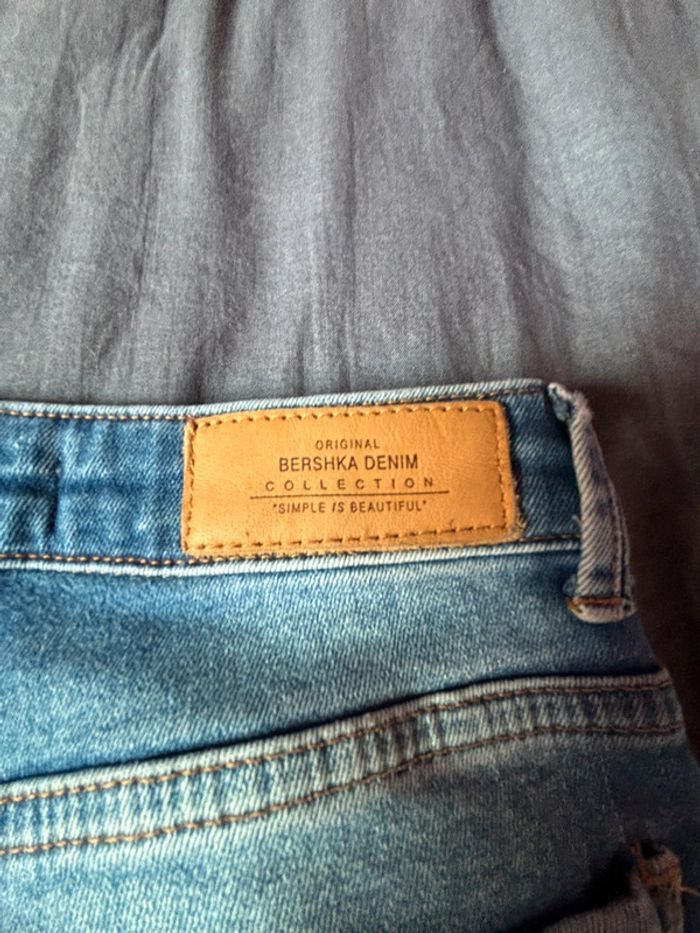 ORIGINAL
BERSHKA DENIM
COLLECTION
"SIMPLE IS BEAUTIFUL"